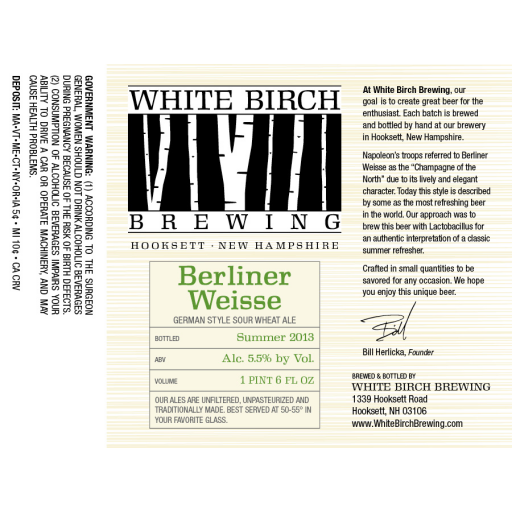 GOVERNMENT WARNING: (1) ACCORDING TO THE SURGEON
GENERAL, WOMEN SHOULD NOT DRINK ALCOHOLIC BEVERAGES
DURING PREGNANCY BECAUSE OF THE RISK OF BIRTH DEFECTS.
(2) CONSUMPTION OF ALCOHOLIC BEVERAGES IMPAIRS YOUR
ABILITY TO DRIVE A CAR OR OPERATE MACHINERY, AND MAY
CAUSE HEALTH PROBLEMS.
DEPOSIT: MA•VT•ME•CT•NY•OR•IA 5¢ • MI 10¢ • CA CRV
WHITE BIRCH
BREWING
HOOKSETT · NEW HAMPSHIRE
Berliner
Weisse
GERMAN STYLE SOUR WHEAT ALE
BOTTLED Summer 2013
ABV Alc. 5.5% by Vol.
VOLUME 1 PINT 6 FL OZ
OUR ALES ARE UNFILTERED, UNPASTEURIZED AND
TRADITIONALLY MADE. BEST SERVED AT 50-55° IN
YOUR FAVORITE GLASS.
At White Birch Brewing, our
goal is to create great beer for the
enthusiast. Each batch is brewed
and bottled by hand at our brewery
in Hooksett, New Hampshire.
Napoleon's troops referred to Berliner
Weisse as the "Champagne of the
North" due to its lively and elegant
character. Today this style is described
by some as the most refreshing beer
in the world. Our approach was to
brew this beer with Lactobacillus for
an authentic interpretation of a classic
summer refresher.
Crafted in small quantities to be
savored for any occasion. We hope
you enjoy this unique beer.
Bill
Bill Herlicka, Founder
BREWED & BOTTLED BY
WHITE BIRCH BREWING
1339 Hooksett Road
Hooksett, NH 03106
www.WhiteBirchBrewing.com